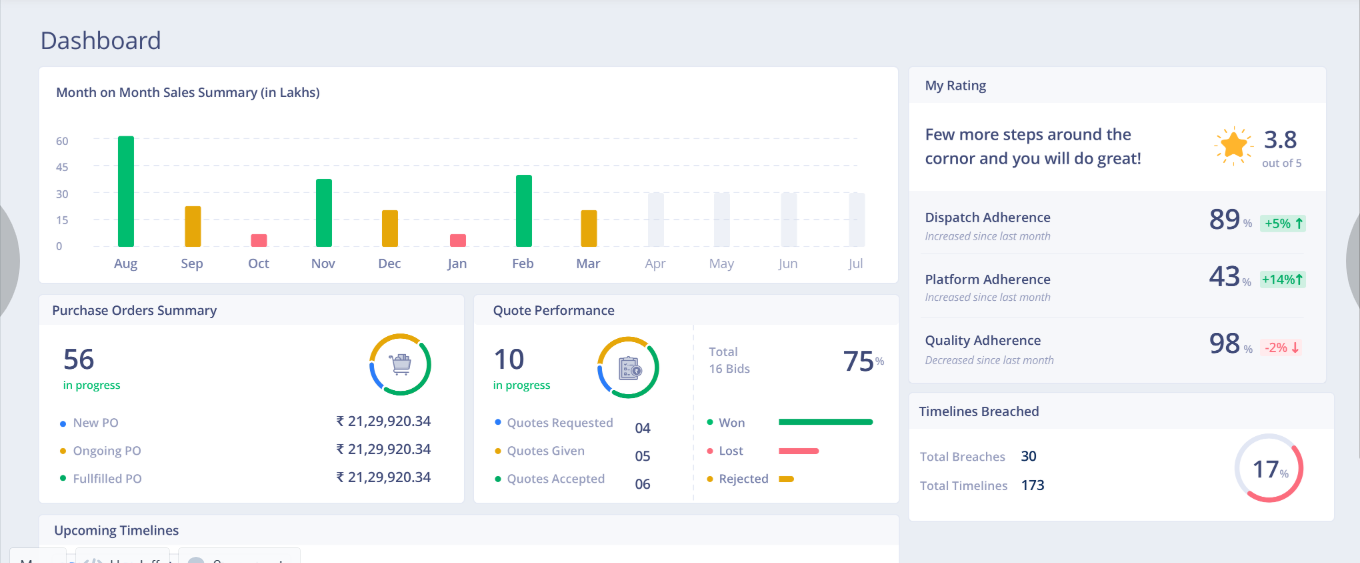 Dashboard
Month on Month Sales Summary (in Lakhs)
60
45
30
15
0
Aug Sep Oct Nov Dec Jan Feb Mar Apr May Jun Jul
My Rating
Few more steps around the
cornor and you will do great!
3.8
out of 5
Dispatch Adherence
Increased since last month
89 %
+5% ↑
Platform Adherence
Increased since last month
43 %
+14%↑
Quality Adherence
Decreased since last month
98 %
-2% ↓
Purchase Orders Summary
56
in progress
New PO ₹ 21,29,920.34
Ongoing PO ₹ 21,29,920.34
Fullfilled PO ₹ 21,29,920.34
Quote Performance
10
in progress
Quotes Requested 04
Quotes Given 05
Quotes Accepted 06
Total
16 Bids
75%
Won
Lost
Rejected
Timelines Breached
Total Breaches 30
Total Timelines 173
17%
Upcoming Timelines